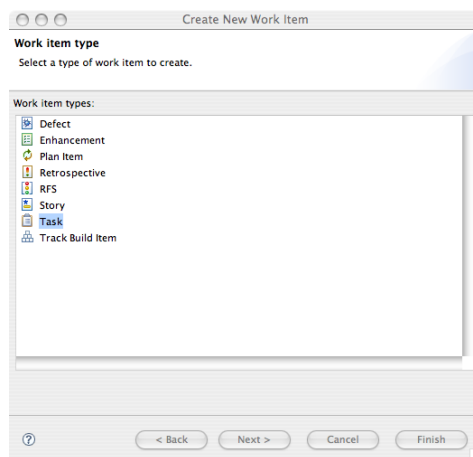 Create New Work Item
Work item type
Select a type of work item to create.
Work item types:
Defect
Enhancement
Plan Item
Retrospective
RFS
Story
Task
Track Build Item
? < Back Next > Cancel Finish